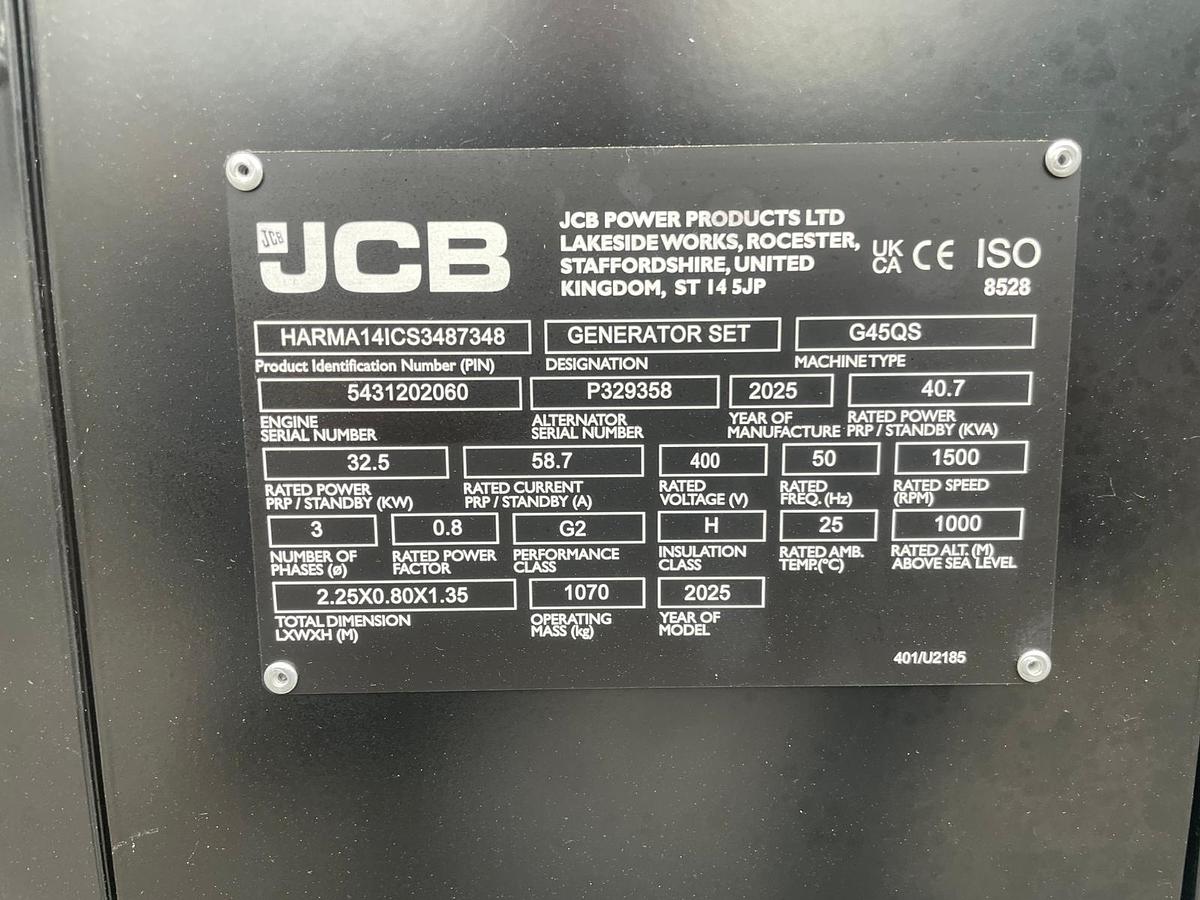 JCB JCB
JCB POWER PRODUCTS LTD
LAKESIDE WORKS, ROCESTER,
STAFFORDSHIRE, UNITED
KINGDOM, ST 14 5JP
UK
CA CE ISO
8528
HARMA14ICS3487348 GENERATOR SET G45QS
Product Identification Number (PIN) DESIGNATION MACHINE TYPE
5431202060 P329358 2025 40.7
ENGINE ALTERNATOR YEAR OF RATED POWER
SERIAL NUMBER SERIAL NUMBER MANUFACTURE PRP / STANDBY (KVA)
32.5 58.7 400 50 1500
RATED POWER RATED CURRENT RATED RATED RATED SPEED
PRP / STANDBY (KW) PRP / STANDBY (A) VOLTAGE (V) FREQ. (Hz) (RPM)
3 0.8 G2 H 25 1000
NUMBER OF RATED POWER PERFORMANCE INSULATION RATED AMB. RATED ALT. (M)
PHASES (ø) FACTOR CLASS CLASS TEMP.(°C) ABOVE SEA LEVEL
2.25X0.80X1.35 1070 2025
TOTAL DIMENSION OPERATING YEAR OF
LXWXH (M) MASS (kg) MODEL
401/U2185